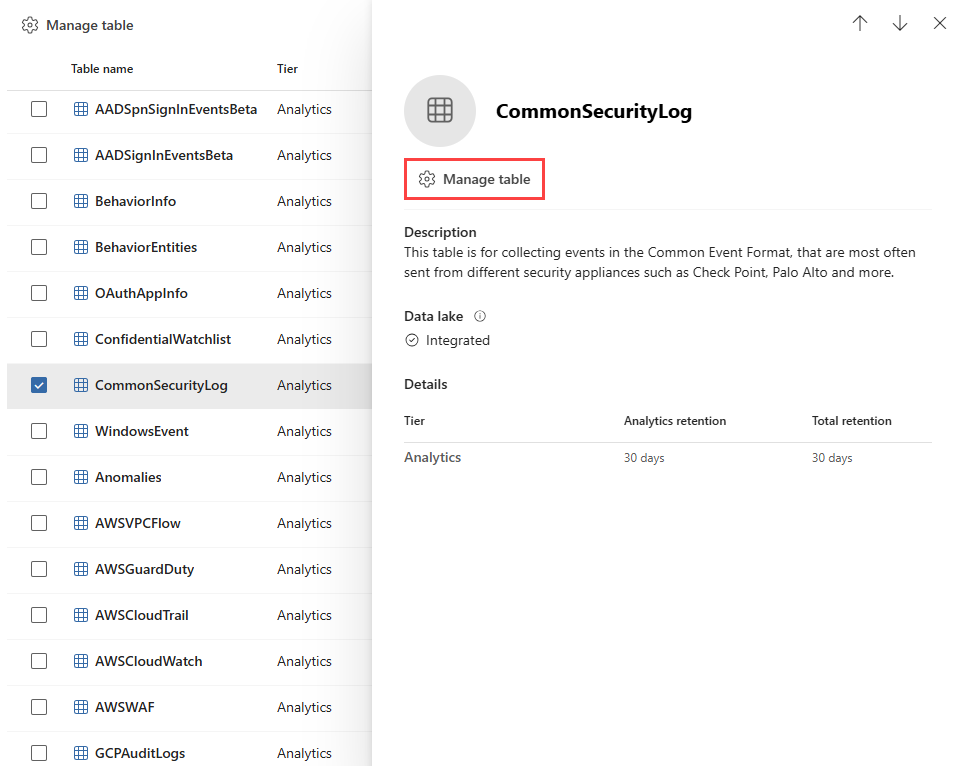 Manage table
Table name Tier
AADSpnSignInEventsBeta Analytics
AADSignInEventsBeta Analytics
BehaviorInfo Analytics
BehaviorEntities Analytics
OAuthAppInfo Analytics
ConfidentialWatchlist Analytics
CommonSecurityLog Analytics
WindowsEvent Analytics
Anomalies Analytics
AWSVPCFlow Analytics
AWSGuardDuty Analytics
AWSCloudTrail Analytics
AWSCloudWatch Analytics
AWSWAF Analytics
GCPAuditLogs Analytics
CommonSecurityLog
Manage table
Description
This table is for collecting events in the Common Event Format, that are most often
sent from different security appliances such as Check Point, Palo Alto and more.
Data lake
Integrated
Details
Tier Analytics retention Total retention
Analytics 30 days 30 days